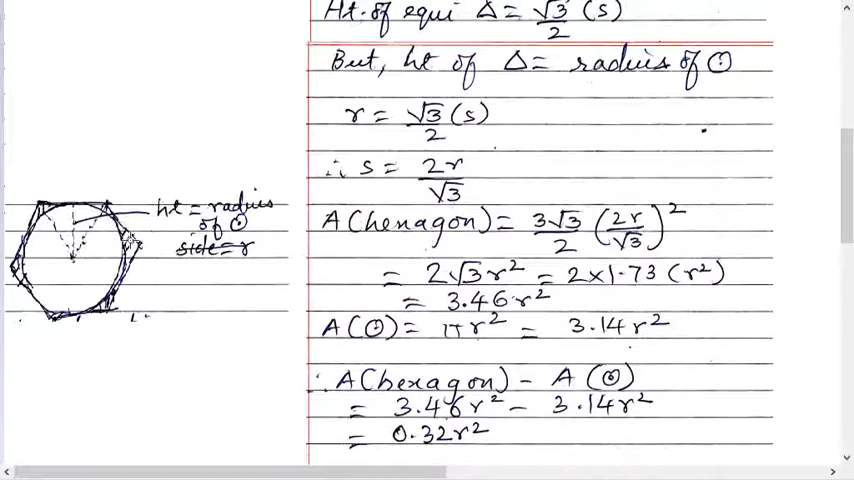 Ht. of equi Δ = √3/2 (s)
But, ht of Δ = radius of ⊙
r = √3/2 (s)
∴ s = 2r/√3
ht = radius
of ⊙
side = r
A (hexagon) = 3√3/2 (2r/√3)²
= 2√3r² = 2×1.73 (r²)
= 3.46r²
A(⊙) = πr² = 3.14r²
∴ A(hexagon) - A (⊙)
= 3.46r² - 3.14r²
= 0.32r²